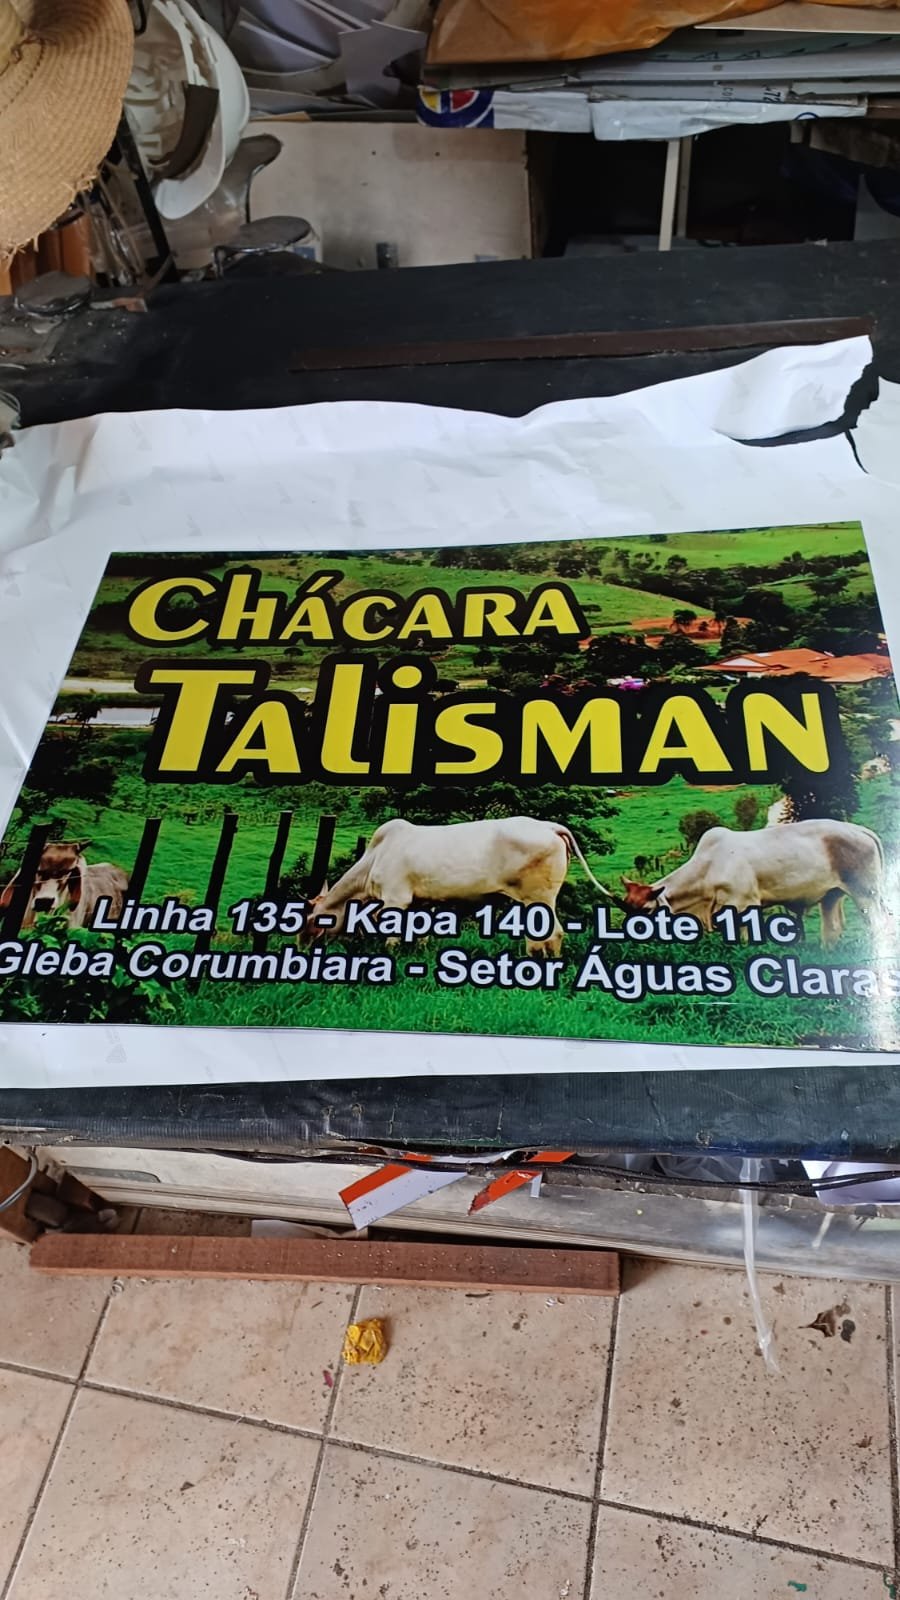 CHÁCARA
TALISMAN
Linha 135 - Kapa 140 - Lote 11c
Gleba Corumbiara - Setor Águas Claras